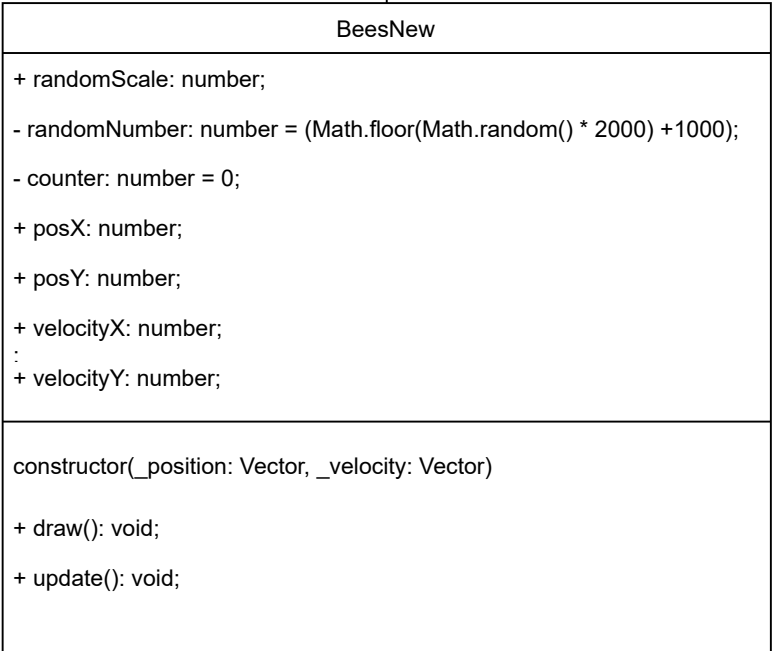 BeesNew
+ randomScale: number;
- randomNumber: number = (Math.floor(Math.random() * 2000) +1000);
- counter: number = 0;
+ posX: number;
+ posY: number;
+ velocityX: number;
:
+ velocityY: number;
constructor(_position: Vector, _velocity: Vector)
+ draw(): void;
+ update(): void;